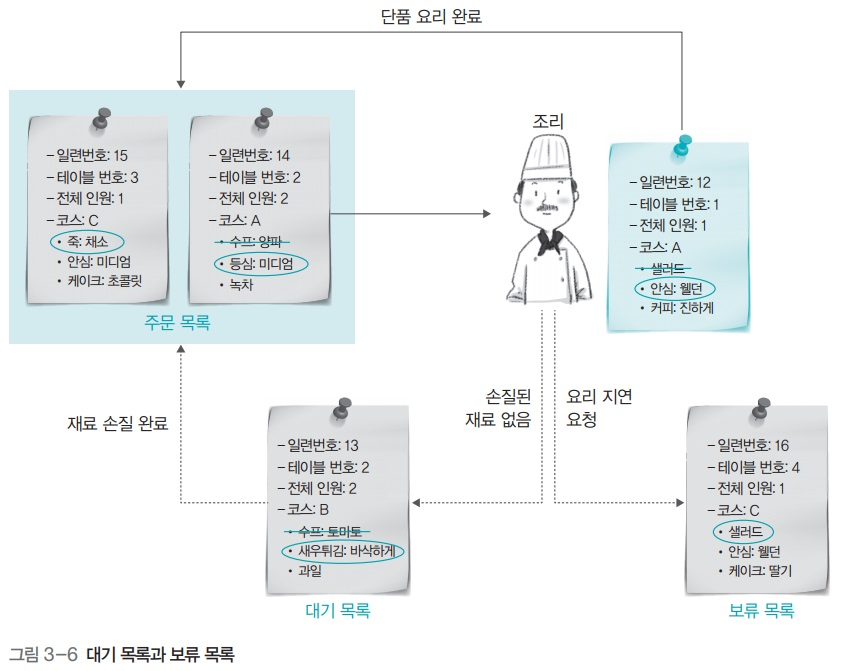 단품 요리 완료
– 일련번호: 15
– 테이블 번호: 3
– 전체 인원: 1
– 코스: C
• 죽: 채소
• 안심: 미디엄
• 케이크: 초콜릿
– 일련번호: 14
– 테이블 번호: 2
– 전체 인원: 2
– 코스: A
• 수프: 양파
• 등심: 미디엄
• 녹차
주문 목록
조리
– 일련번호: 12
– 테이블 번호: 1
– 전체 인원: 1
– 코스: A
• 샐러드
• 안심: 웰던
• 커피: 진하게
재료 손질 완료
손질된
재료 없음
요리 지연
요청
– 일련번호: 13
– 테이블 번호: 2
– 전체 인원: 2
– 코스: B
• 수프: 토마토
• 새우튀김: 바삭하게
• 과일
대기 목록
– 일련번호: 16
– 테이블 번호: 4
– 전체 인원: 1
– 코스: C
• 샐러드
• 안심: 웰던
• 케이크: 딸기
보류 목록
그림 3-6 대기 목록과 보류 목록